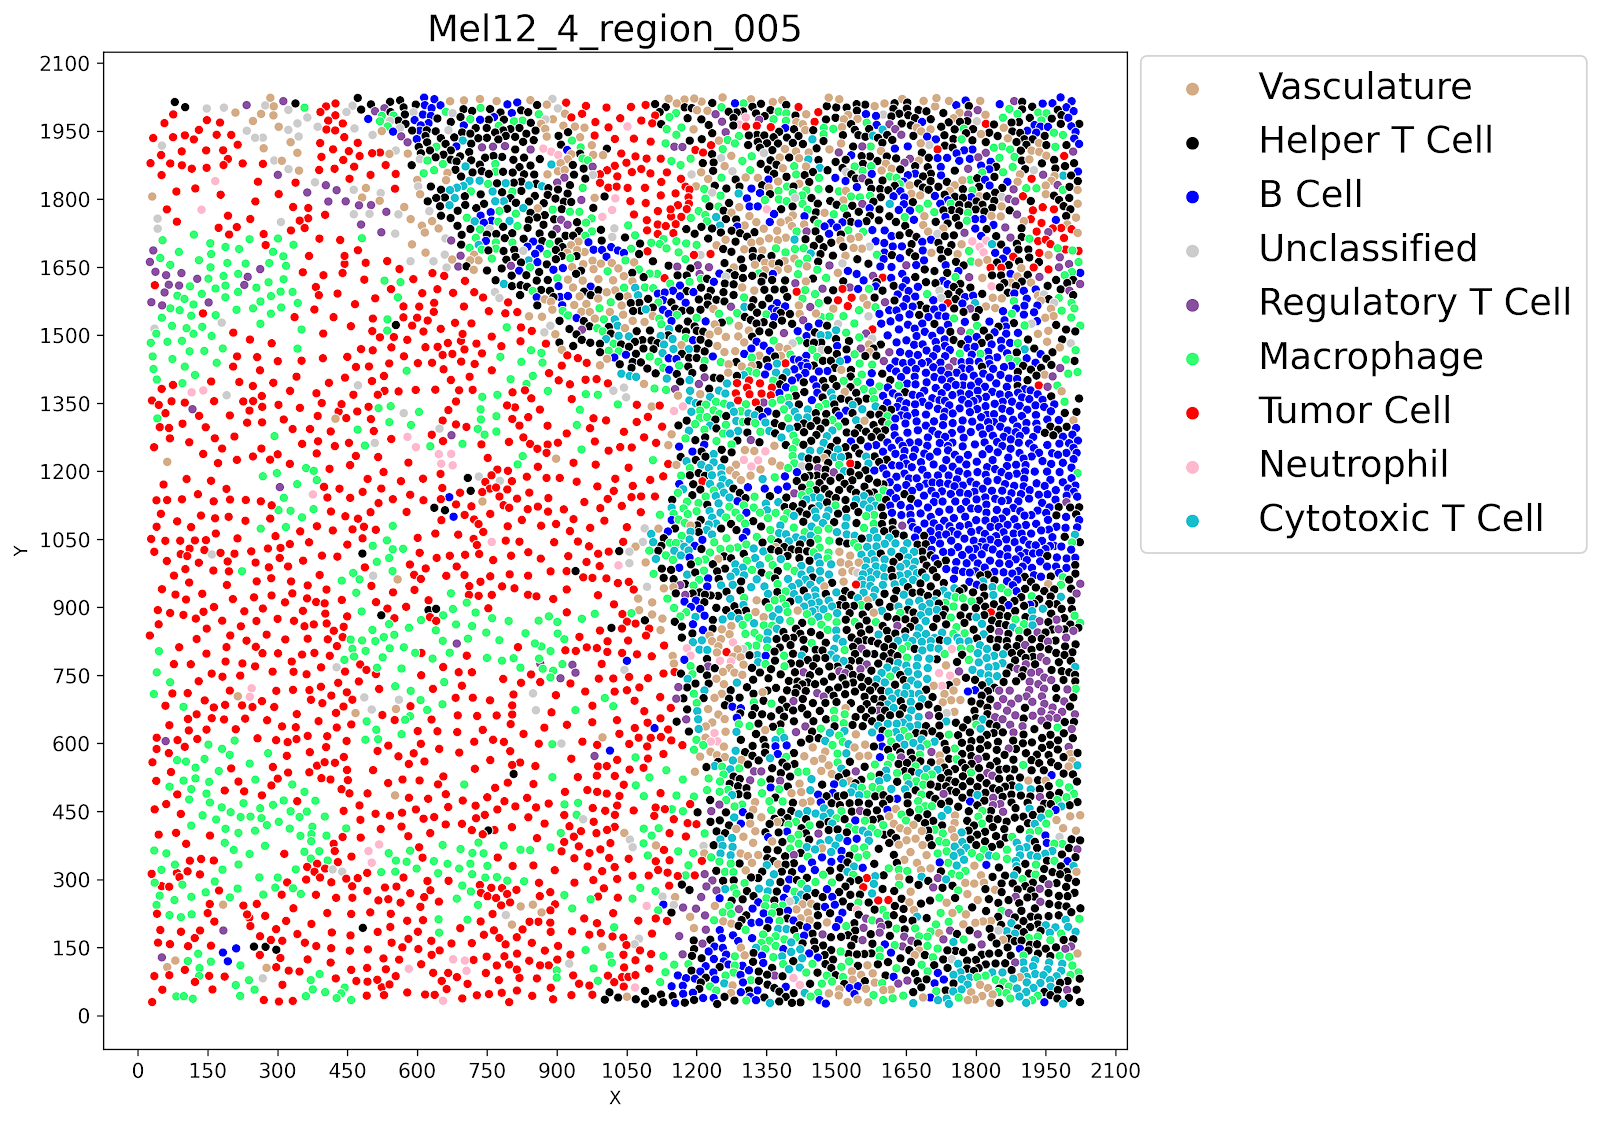 Mel12_4_region_005
2100
1950
1800
1650
1500
1350
1200
1050
900
750
600
450
300
150
0
Y
0 150 300 450 600 750 900 1050 1200 1350 1500 1650 1800 1950 2100
X
Vasculature
Helper T Cell
B Cell
Unclassified
Regulatory T Cell
Macrophage
Tumor Cell
Neutrophil
Cytotoxic T Cell